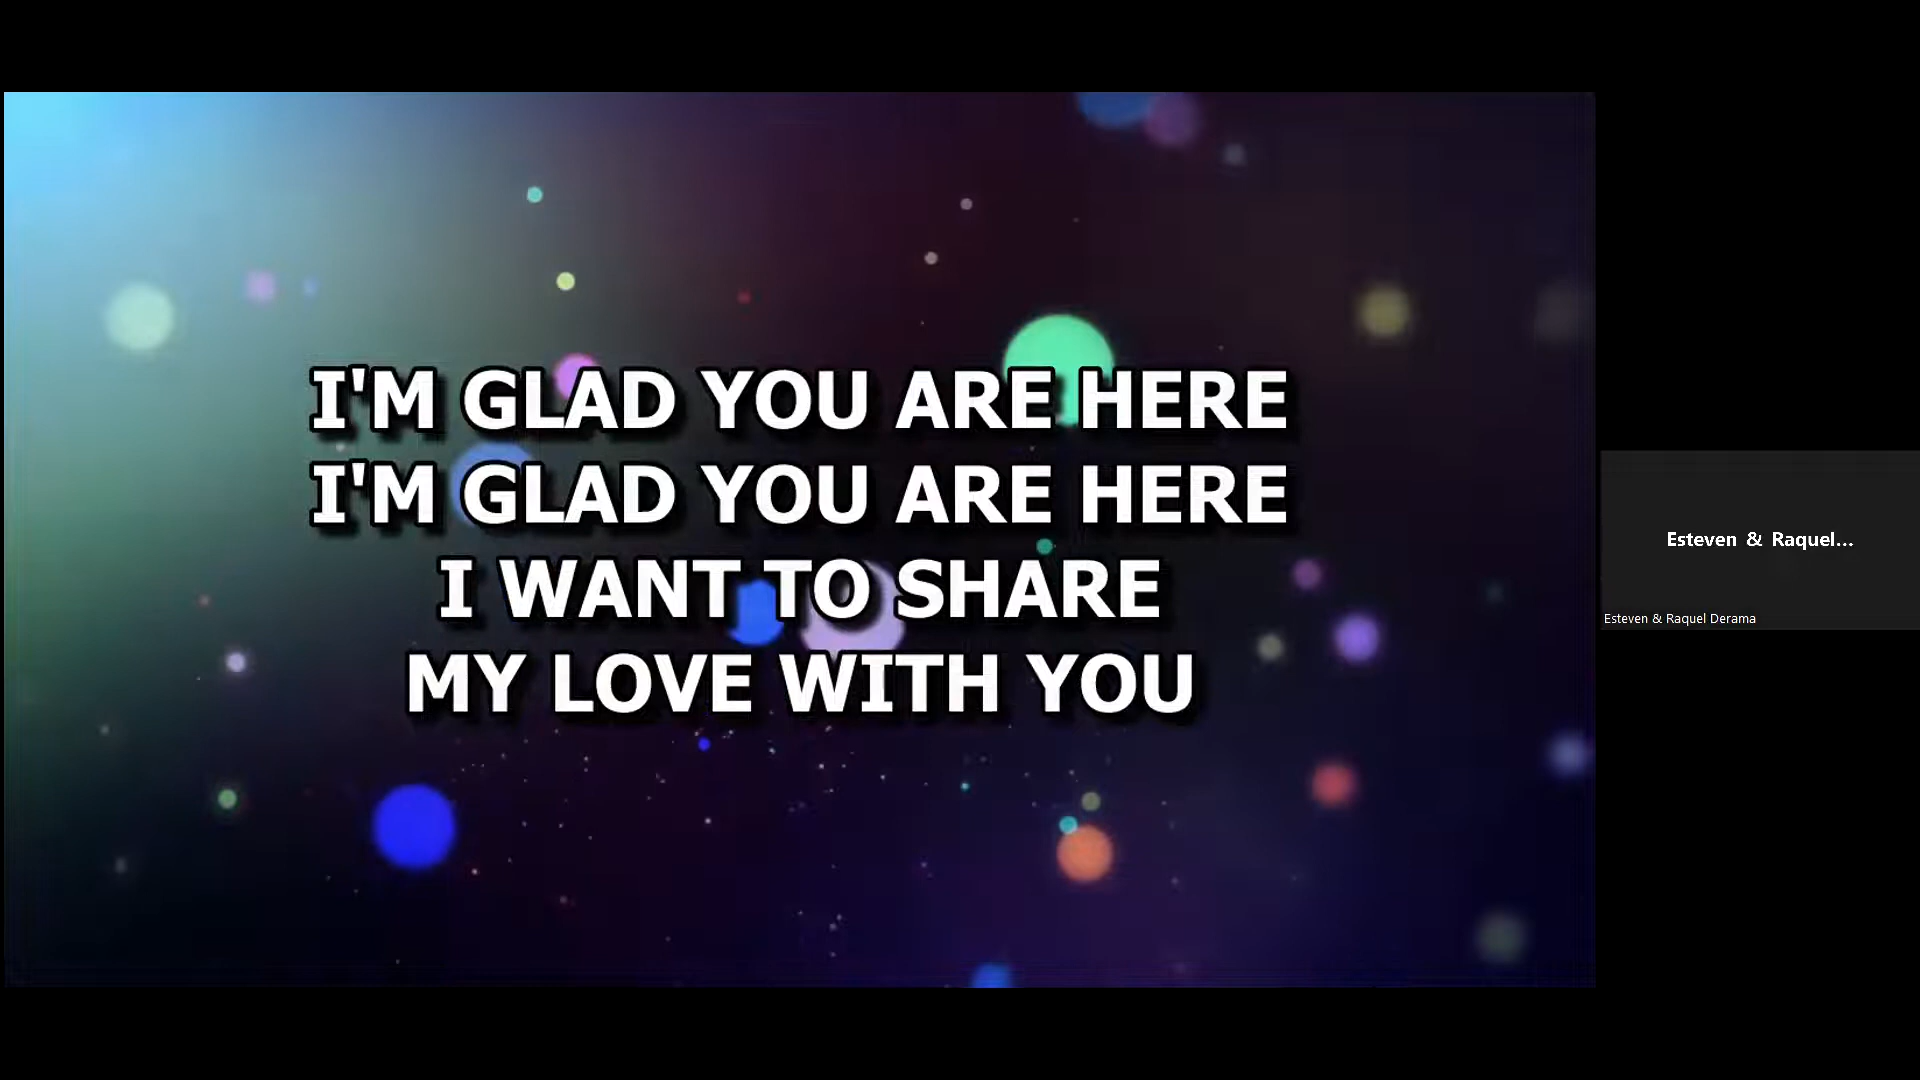 I'M GLAD YOU ARE HERE
I'M GLAD YOU ARE HERE
I WANT TO SHARE
MY LOVE WITH YOU
Esteven & Raquel...
Esteven & Raquel Derama